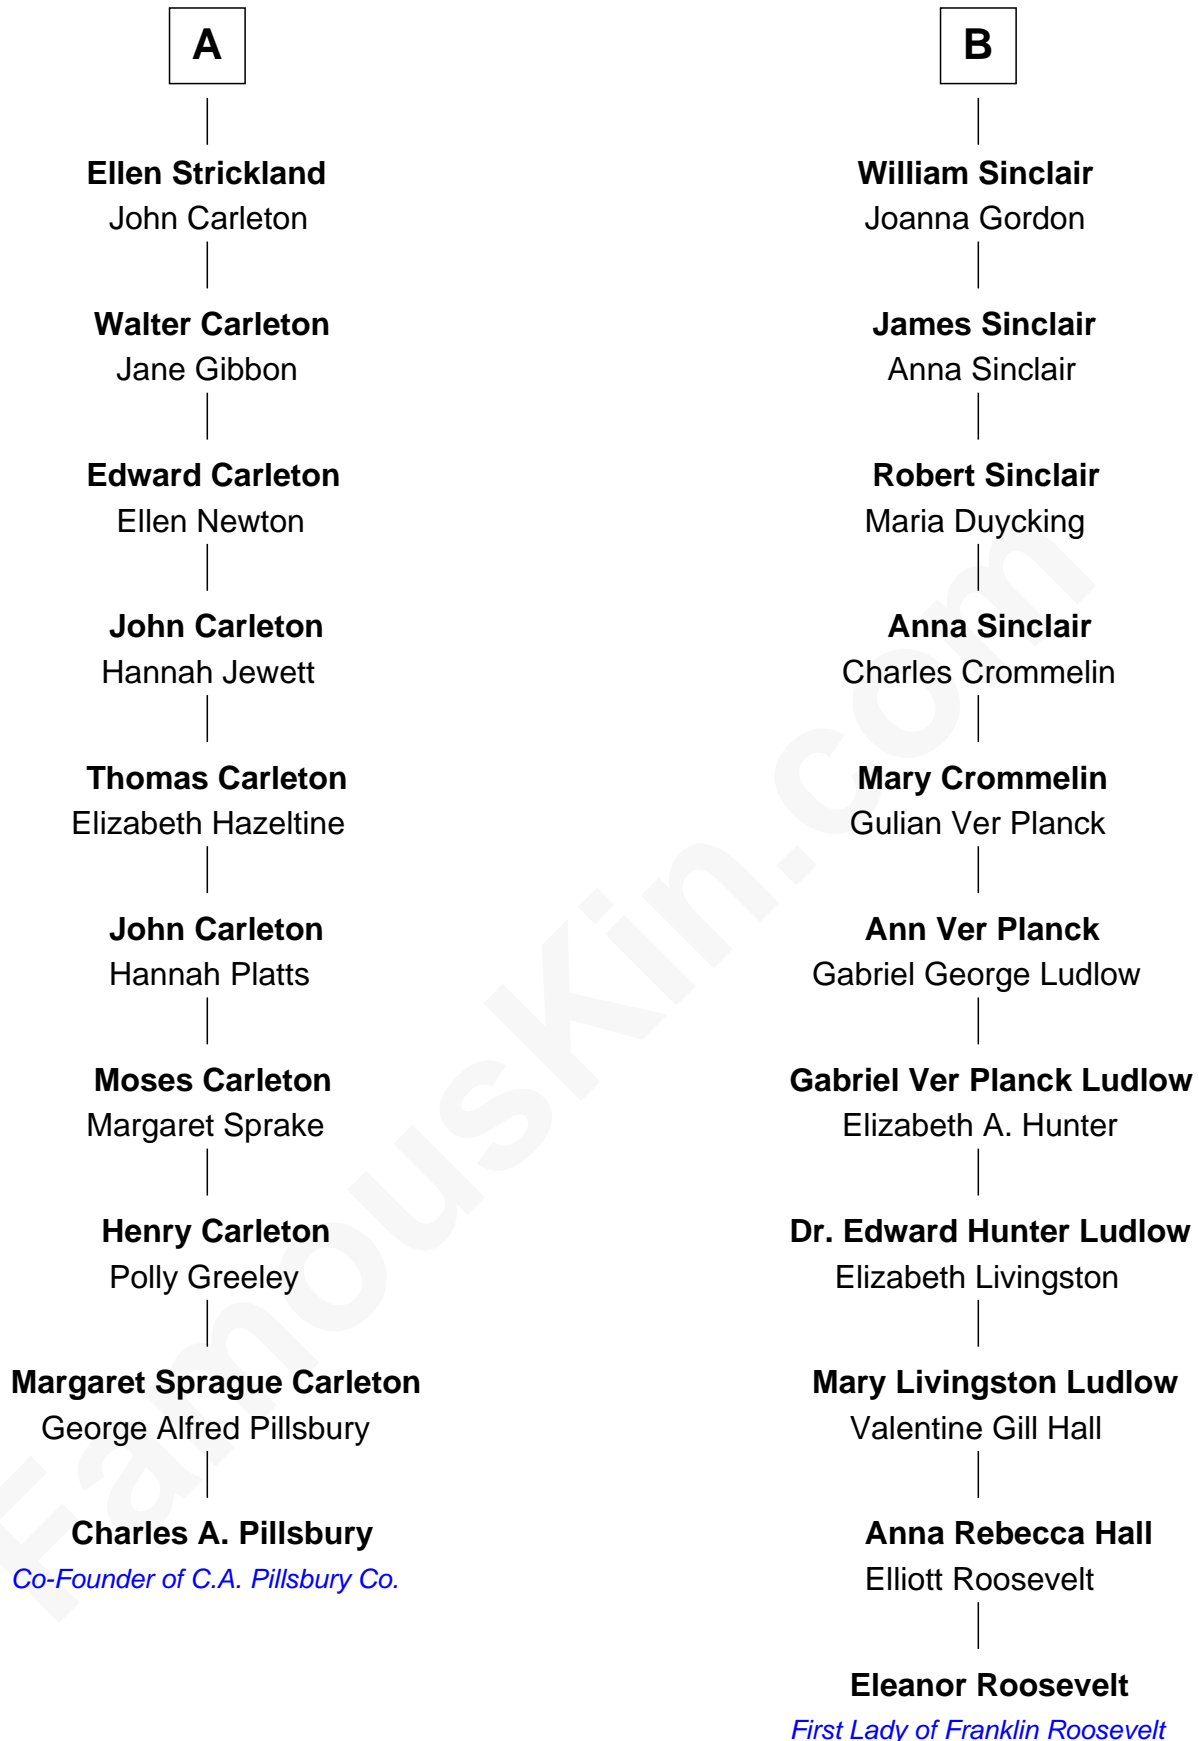 A
Ellen Strickland
John Carleton
Walter Carleton
Jane Gibbon
Edward Carleton
Ellen Newton
John Carleton
Hannah Jewett
Thomas Carleton
Elizabeth Hazeltine
John Carleton
Hannah Platts
Moses Carleton
Margaret Sprake
Henry Carleton
Polly Greeley
Margaret Sprague Carleton
George Alfred Pillsbury
Charles A. Pillsbury
Co-Founder of C.A. Pillsbury Co.
B
William Sinclair
Joanna Gordon
James Sinclair
Anna Sinclair
Robert Sinclair
Maria Duycking
Anna Sinclair
Charles Crommelin
Mary Crommelin
Gulian Ver Planck
Ann Ver Planck
Gabriel George Ludlow
Gabriel Ver Planck Ludlow
Elizabeth A. Hunter
Dr. Edward Hunter Ludlow
Elizabeth Livingston
Mary Livingston Ludlow
Valentine Gill Hall
Anna Rebecca Hall
Elliott Roosevelt
Eleanor Roosevelt
First Lady of Franklin Roosevelt
FamousKin.com